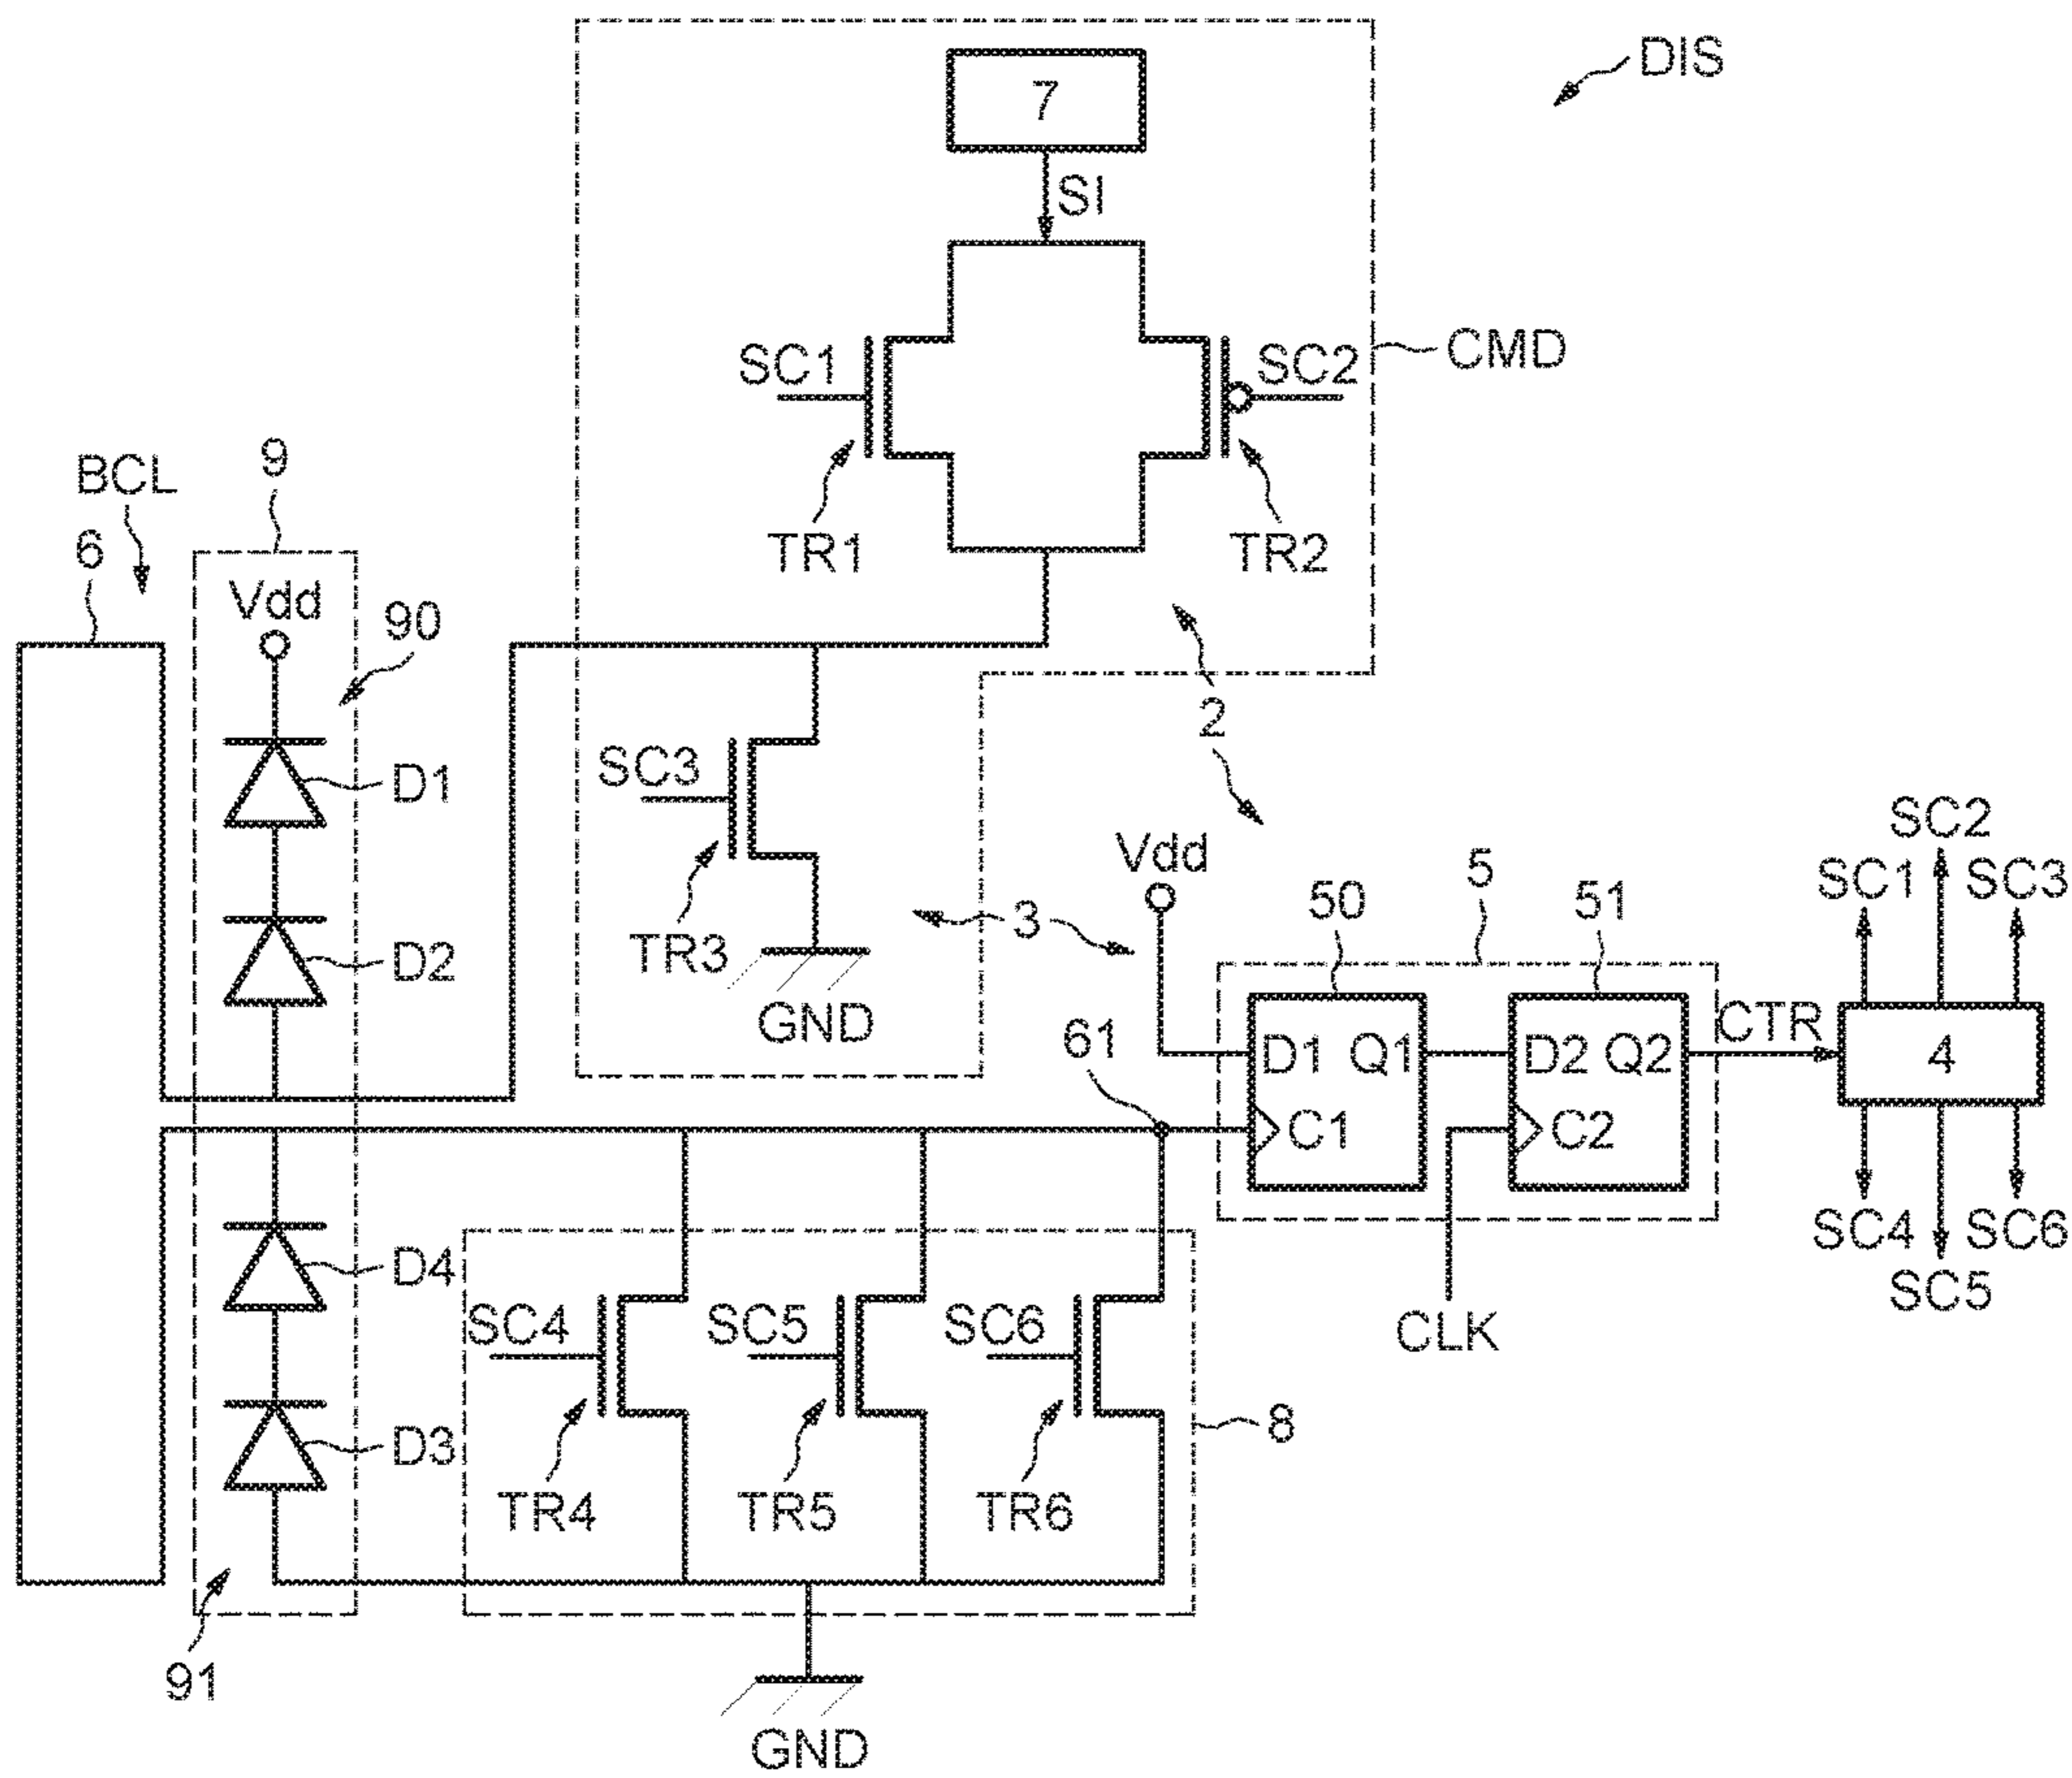 DIS
7
SI
SC1
SC2
CMD
TR1
TR2
BCL
9
6
Vdd
90
2
SC3
D1
TR3
D2
GND
3
Vdd
SC2
SC1
SC3
5
50
51
61
D1 Q1
D2 Q2
CTR
4
C1
C2
SC4
SC6
SC5
CLK
D4
SC4
SC5
SC6
D3
TR4
TR5
TR6
8
91
GND